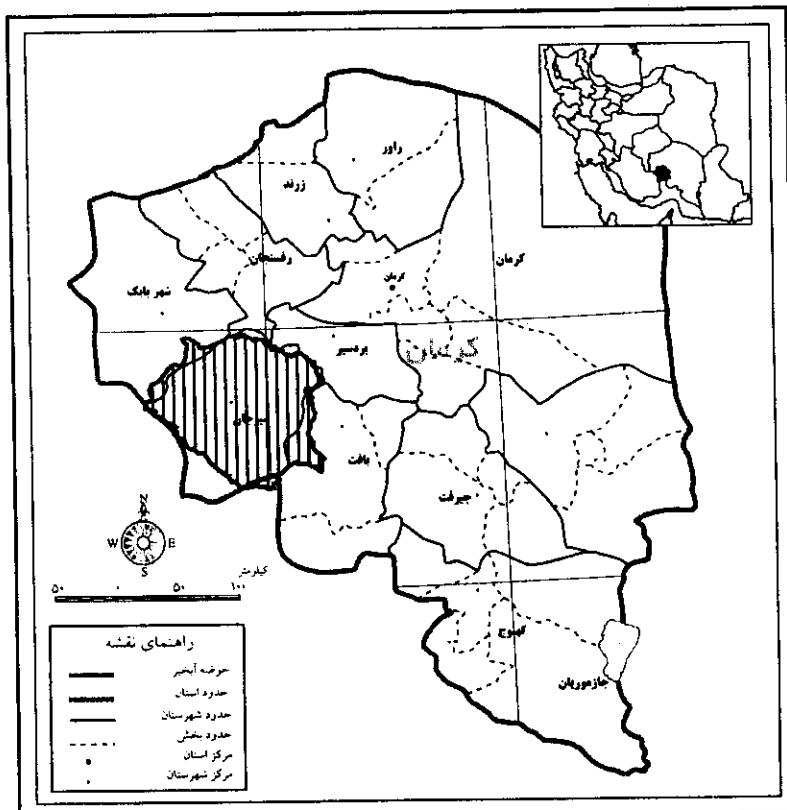 راور
زرند
رفسنجان
کرمان
کرمان
شهر بابک
بردسیر
کرمان
سیرجان
بافت
جیرفت
کهنوج
جازموریان
N
W E
S
کیلومتر
۵۰ ۰ ۵۰ ۱۰۰
راهنمای نقشه
حوضه آبخیز
حدود استان
حدود شهرستان
حدود بخش
مرکز استان
مرکز شهرستان